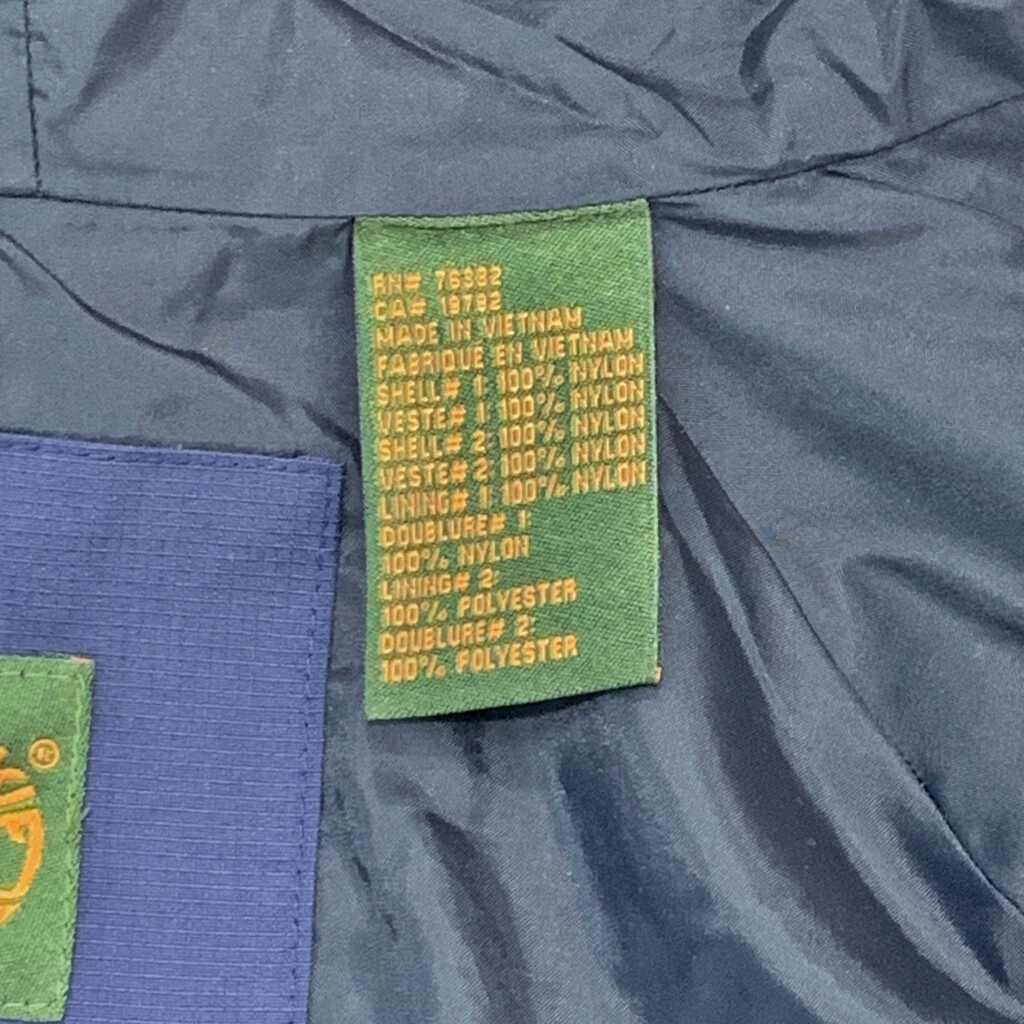 RN# 76382
CA# 19782
MADE IN VIETNAM
FABRIQUE EN VIETNAM
SHELL# 1: 100% NYLON
VESTE# 1: 100% NYLON
SHELL# 2: 100% NYLON
VESTE# 2: 100% NYLON
LINING# 1: 100% NYLON
DOUBLURE# 1:
100% NYLON
LINING# 2:
100% POLYESTER
DOUBLURE# 2:
100% POLYESTER
®